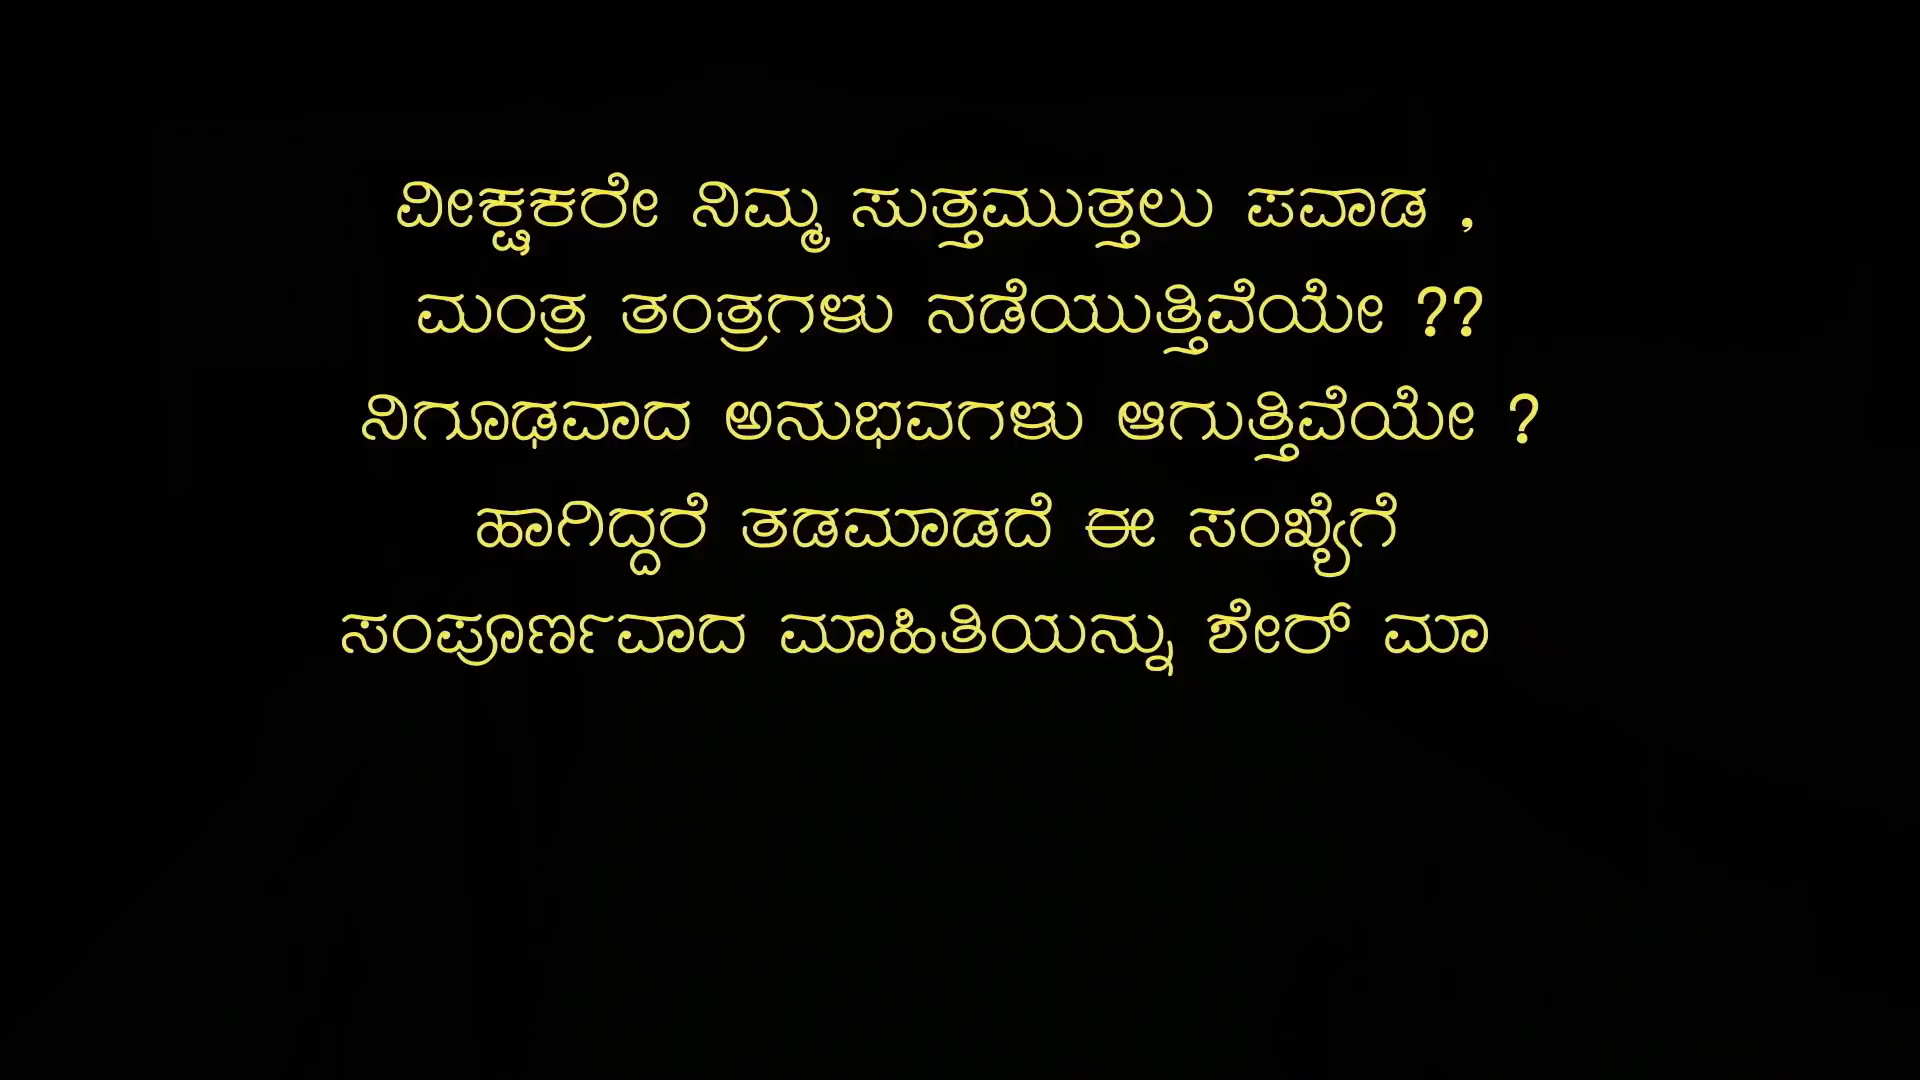 ವೀಕ್ಷಕರೇ ನಿಮ್ಮ ಸುತ್ತಮುತ್ತಲು ಪವಾಡ ,
ಮಂತ್ರ ತಂತ್ರಗಳು ನಡೆಯುತ್ತಿವೆಯೇ ??
ನಿಗೂಢವಾದ ಅನುಭವಗಳು ಆಗುತ್ತಿವೆಯೇ ?
ಹಾಗಿದ್ದರೆ ತಡಮಾಡದೆ ಈ ಸಂಖ್ಯೆಗೆ
ಸಂಪೂರ್ಣವಾದ ಮಾಹಿತಿಯನ್ನು ಶೇರ್ ಮಾ